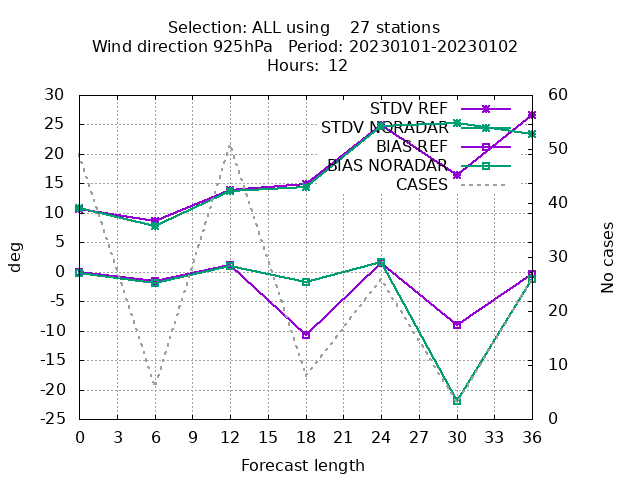 Selection: ALL using    27 stations
Wind direction 925hPa   Period: 20230101-20230102
Hours:  12
30
25
20
15
10
5
0
-5
-10
-15
-20
-25
deg
60
50
40
30
20
10
0
No cases
STDV REF
STDV NORADAR
BIAS REF
BIAS NORADAR
CASES
0 3 6 9 12 15 18 21 24 27 30 33 36
Forecast length